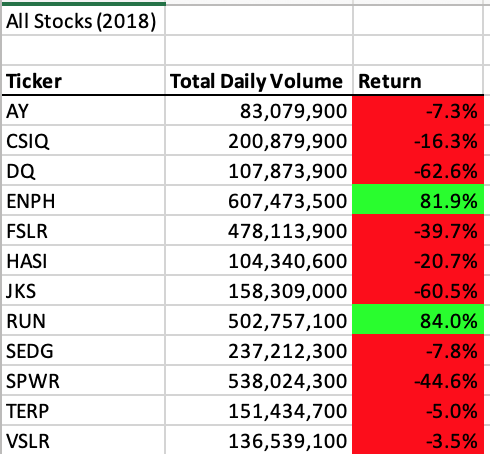 All Stocks (2018)
Ticker Total Daily Volume Return
AY 83,079,900 -7.3%
CSIQ 200,879,900 -16.3%
DQ 107,873,900 -62.6%
ENPH 607,473,500 81.9%
FSLR 478,113,900 -39.7%
HASI 104,340,600 -20.7%
JKS 158,309,000 -60.5%
RUN 502,757,100 84.0%
SEDG 237,212,300 -7.8%
SPWR 538,024,300 -44.6%
TERP 151,434,700 -5.0%
VSLR 136,539,100 -3.5%